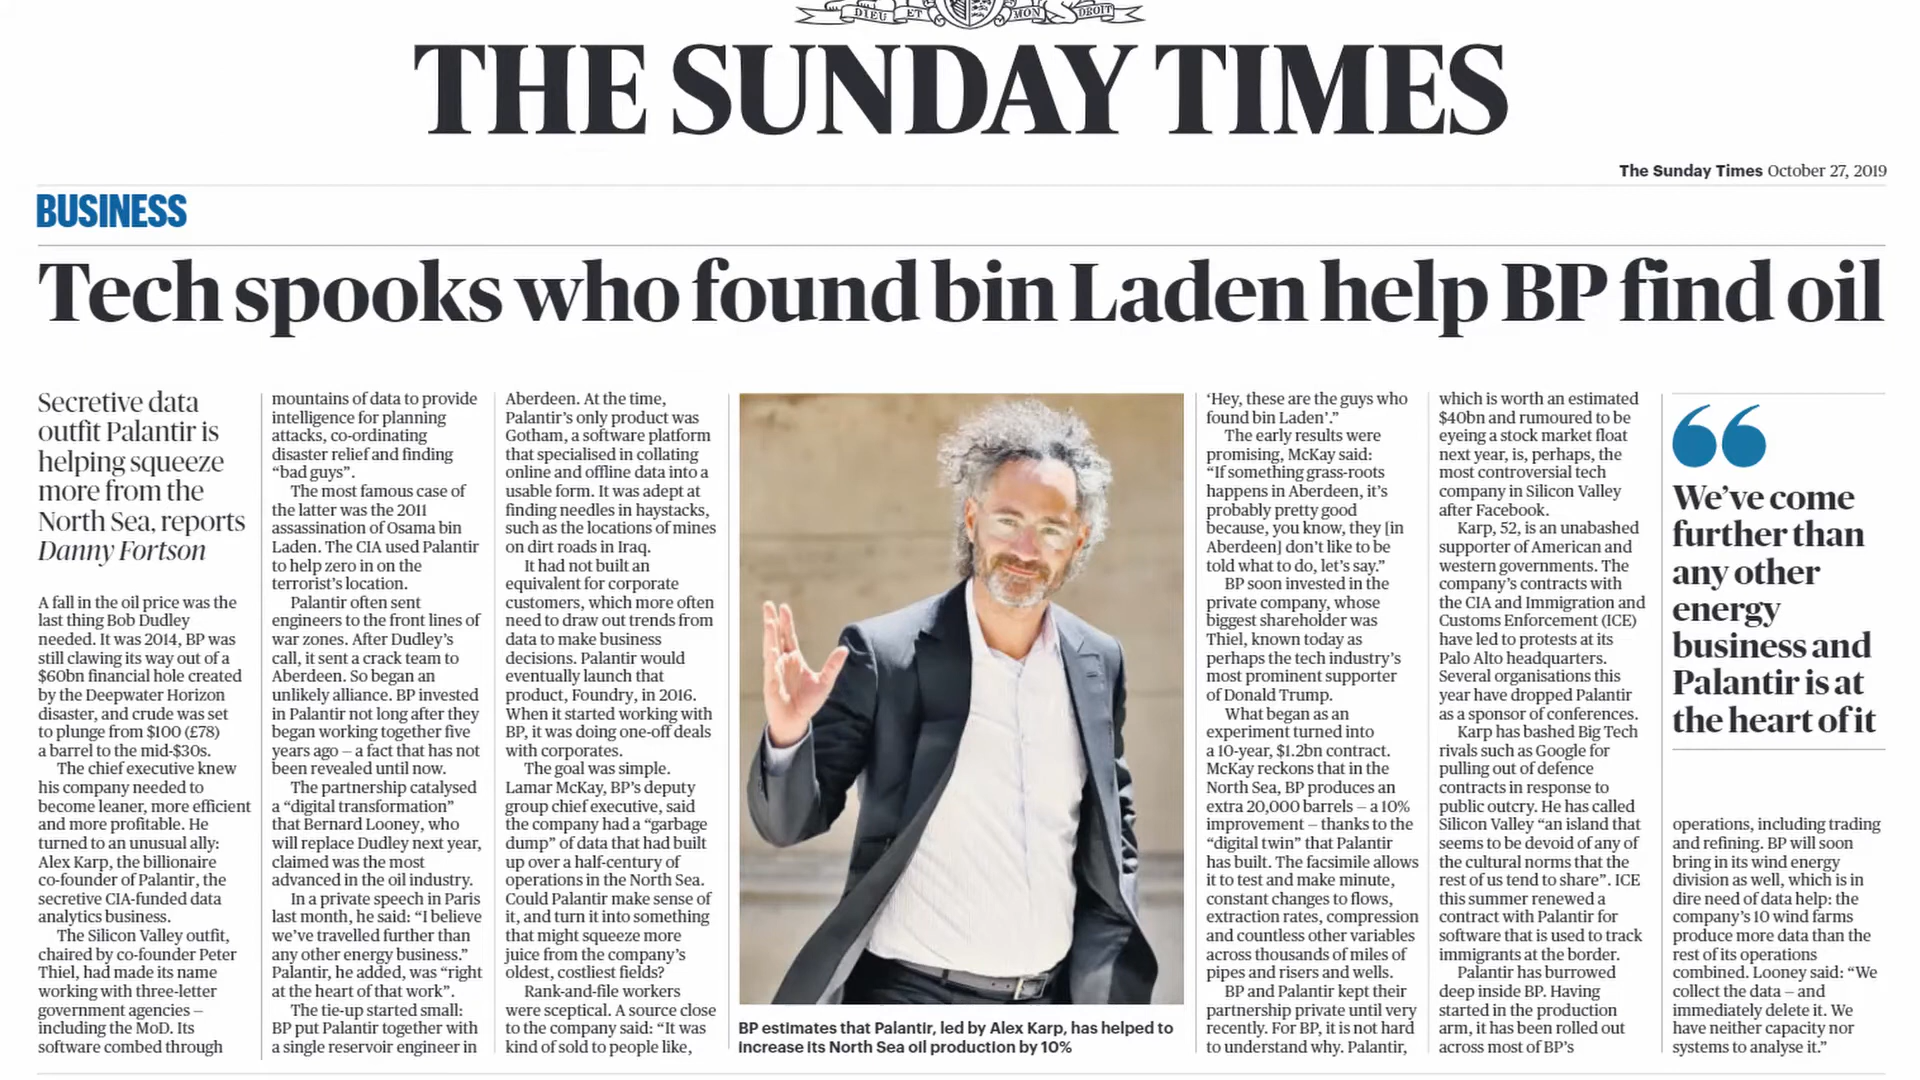 DIEU ET MON DROIT
THE SUNDAY TIMES
The Sunday Times October 27, 2019
BUSINESS
Tech spooks who found bin Laden help BP find oil
Secretive data
outfit Palantir is
helping squeeze
more from the
North Sea, reports
Danny Fortson
A fall in the oil price was the
last thing Bob Dudley
needed. It was 2014, BP was
still clawing its way out of a
$60bn financial hole created
by the Deepwater Horizon
disaster, and crude was set
to plunge from $100 (£78)
a barrel to the mid-$30s.
The chief executive knew
his company needed to
become leaner, more efficient
and more profitable. He
turned to an unusual ally:
Alex Karp, the billionaire
co-founder of Palantir, the
secretive CIA-funded data
analytics business.
The Silicon Valley outfit,
chaired by co-founder Peter
Thiel, had made its name
working with three-letter
government agencies –
including the MoD. Its
software combed through
mountains of data to provide
intelligence for planning
attacks, co-ordinating
disaster relief and finding
“bad guys”.
The most famous case of
the latter was the 2011
assassination of Osama bin
Laden. The CIA used Palantir
to help zero in on the
terrorist’s location.
Palantir often sent
engineers to the front lines of
war zones. After Dudley’s
call, it sent a crack team to
Aberdeen. So began an
unlikely alliance. BP invested
in Palantir not long after they
began working together five
years ago – a fact that has not
been revealed until now.
The partnership catalysed
a “digital transformation”
that Bernard Looney, who
will replace Dudley next year,
claimed was the most
advanced in the oil industry.
In a private speech in Paris
last month, he said: “I believe
we’ve travelled further than
any other energy business.”
Palantir, he added, was “right
at the heart of that work”.
The tie-up started small:
BP put Palantir together with
a single reservoir engineer in
Aberdeen. At the time,
Palantir’s only product was
Gotham, a software platform
that specialised in collating
online and offline data into a
usable form. It was adept at
finding needles in haystacks,
such as the locations of mines
on dirt roads in Iraq.
It had not built an
equivalent for corporate
customers, which more often
need to draw out trends from
data to make business
decisions. Palantir would
eventually launch that
product, Foundry, in 2016.
When it started working with
BP, it was doing one-off deals
with corporates.
The goal was simple.
Lamar McKay, BP’s deputy
group chief executive, said
the company had a “garbage
dump” of data that had built
up over a half-century of
operations in the North Sea.
Could Palantir make sense of
it, and turn it into something
that might squeeze more
juice from the company’s
oldest, costliest fields?
Rank-and-file workers
were sceptical. A source close
to the company said: “It was
kind of sold to people like,
BP estimates that Palantir, led by Alex Karp, has helped to
increase its North Sea oil production by 10%
‘Hey, these are the guys who
found bin Laden’.”
The early results were
promising, McKay said:
“If something grass-roots
happens in Aberdeen, it’s
probably pretty good
because, you know, they [in
Aberdeen] don’t like to be
told what to do, let’s say.”
BP soon invested in the
private company, whose
biggest shareholder was
Thiel, known today as
perhaps the tech industry’s
most prominent supporter
of Donald Trump.
What began as an
experiment turned into
a 10-year, $1.2bn contract.
McKay reckons that in the
North Sea, BP produces an
extra 20,000 barrels – a 10%
improvement – thanks to the
“digital twin” that Palantir
has built. The facsimile allows
it to test and make minute,
constant changes to flows,
extraction rates, compression
and countless other variables
across thousands of miles of
pipes and risers and wells.
BP and Palantir kept their
partnership private until very
recently. For BP, it is not hard
to understand why. Palantir,
which is worth an estimated
$40bn and rumoured to be
eyeing a stock market float
next year, is, perhaps, the
most controversial tech
company in Silicon Valley
after Facebook.
Karp, 52, is an unabashed
supporter of American and
western governments. The
company’s contracts with
the CIA and Immigration and
Customs Enforcement (ICE)
have led to protests at its
Palo Alto headquarters.
Several organisations this
year have dropped Palantir
as a sponsor of conferences.
Karp has bashed Big Tech
rivals such as Google for
pulling out of defence
contracts in response to
public outcry. He has called
Silicon Valley “an island that
seems to be devoid of any of
the cultural norms that the
rest of us tend to share”. ICE
this summer renewed a
contract with Palantir for
software that is used to track
immigrants at the border.
Palantir has burrowed
deep inside BP. Having
started in the production
arm, it has been rolled out
across most of BP’s
“
We’ve come
further than
any other
energy
business and
Palantir is at
the heart of it
operations, including trading
and refining. BP will soon
bring in its wind energy
division as well, which is in
dire need of data help: the
company’s 10 wind farms
produce more data than the
rest of its operations
combined. Looney said: “We
collect the data – and
immediately delete it. We
have neither capacity nor
systems to analyse it.”